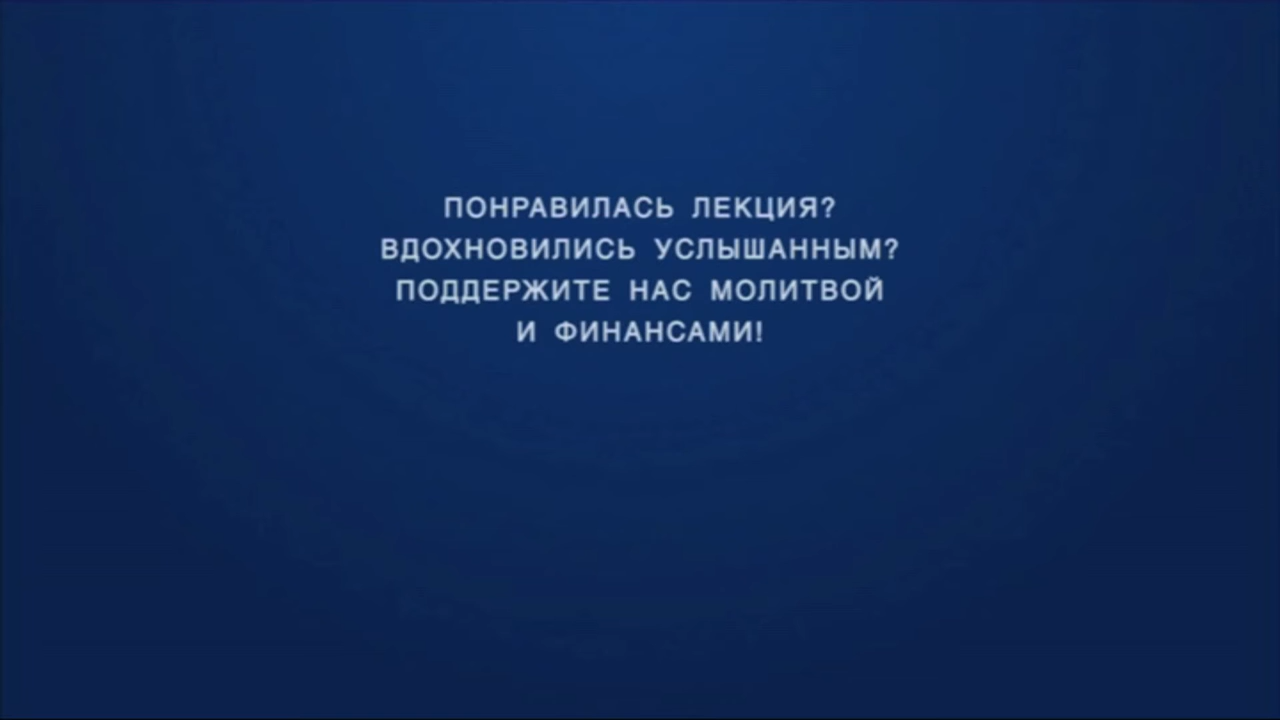 ПОНРАВИЛАСЬ ЛЕКЦИЯ?
ВДОХНОВИЛИСЬ УСЛЫШАННЫМ?
ПОДДЕРЖИТЕ НАС МОЛИТВОЙ
И ФИНАНСАМИ!